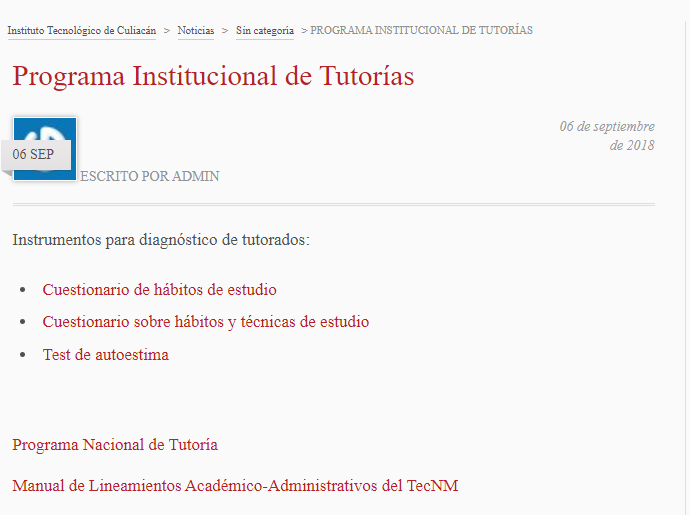 Instituto Tecnológico de Culiacán > Noticias > Sin categoría > PROGRAMA INSTITUCIONAL DE TUTORÍAS
Programa Institucional de Tutorías
06 SEP
ESCRITO POR ADMIN
06 de septiembre
de 2018
Instrumentos para diagnóstico de tutorados:
• Cuestionario de hábitos de estudio
• Cuestionario sobre hábitos y técnicas de estudio
• Test de autoestima
Programa Nacional de Tutoría
Manual de Lineamientos Académico-Administrativos del TecNM